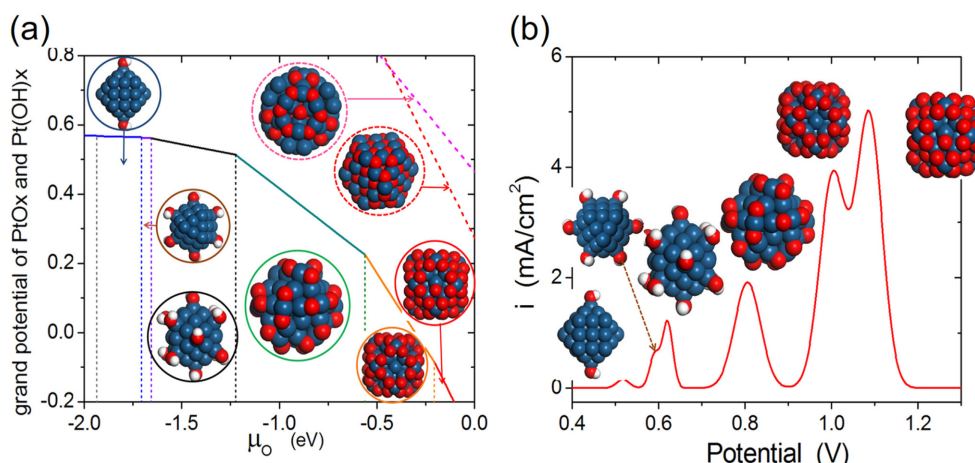 (a)
grand potential of PtOx and Pt(OH)x
0.8
0.6
0.4
0.2
0.0
-0.2
-2.0 -1.5 -1.0 -0.5 0.0
μO (eV)
(b)
i (mA/cm²)
6
4
2
0
0.4 0.6 0.8 1.0 1.2
Potential (V)